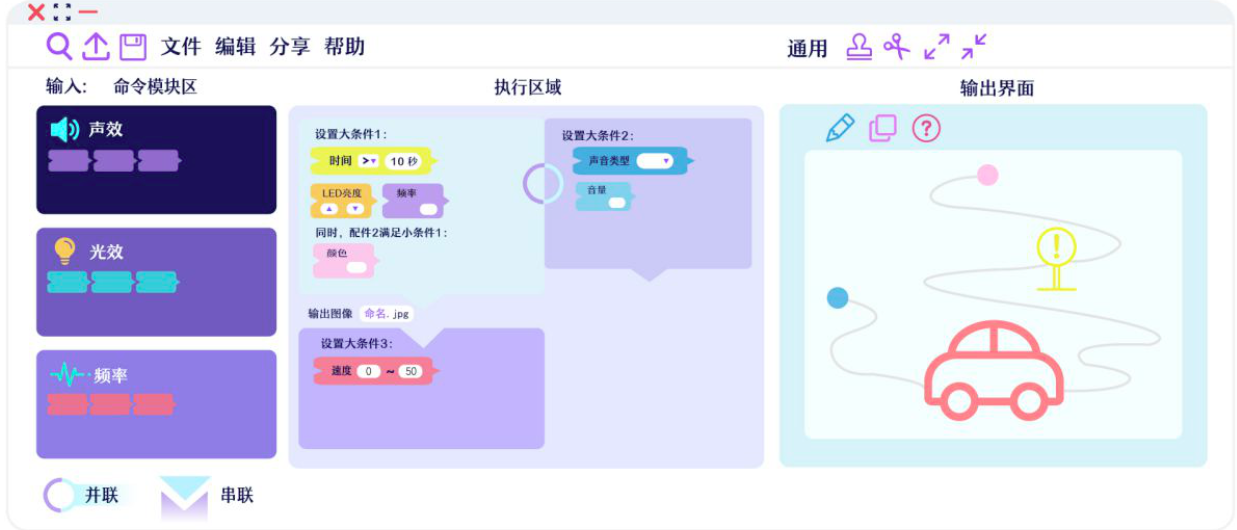 文件 编辑 分享 帮助 通用
输入: 命令模块区 执行区域 输出界面
声效
光效
频率
设置大条件1:
时间 > 10 秒
LED亮度 频率
同时, 配件2满足小条件1:
颜色
输出图像 命名.jpg
设置大条件3:
速度 0 ~ 50
设置大条件2:
声音类型
音量
?
!
并联 串联